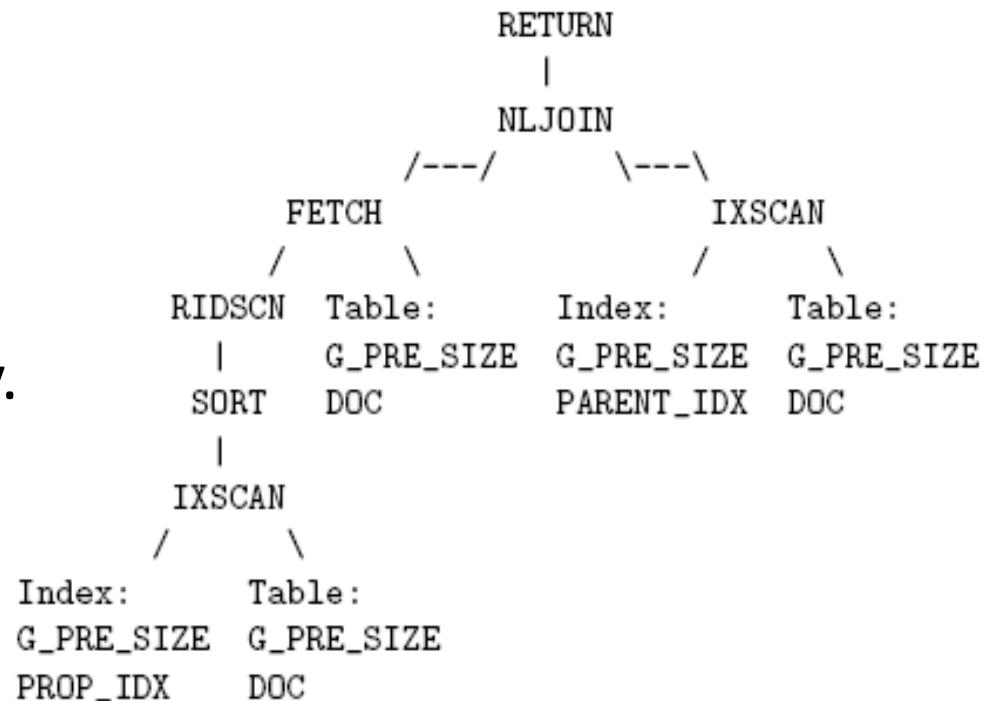 RETURN
|
NLJOIN
/---/ \---\
FETCH IXSCAN
/ \ / \
RIDSCN Table: Index: Table:
| G_PRE_SIZE G_PRE_SIZE G_PRE_SIZE
SORT DOC PARENT_IDX DOC
|
IXSCAN
/ \
Index: Table:
G_PRE_SIZE G_PRE_SIZE
PROP_IDX DOC